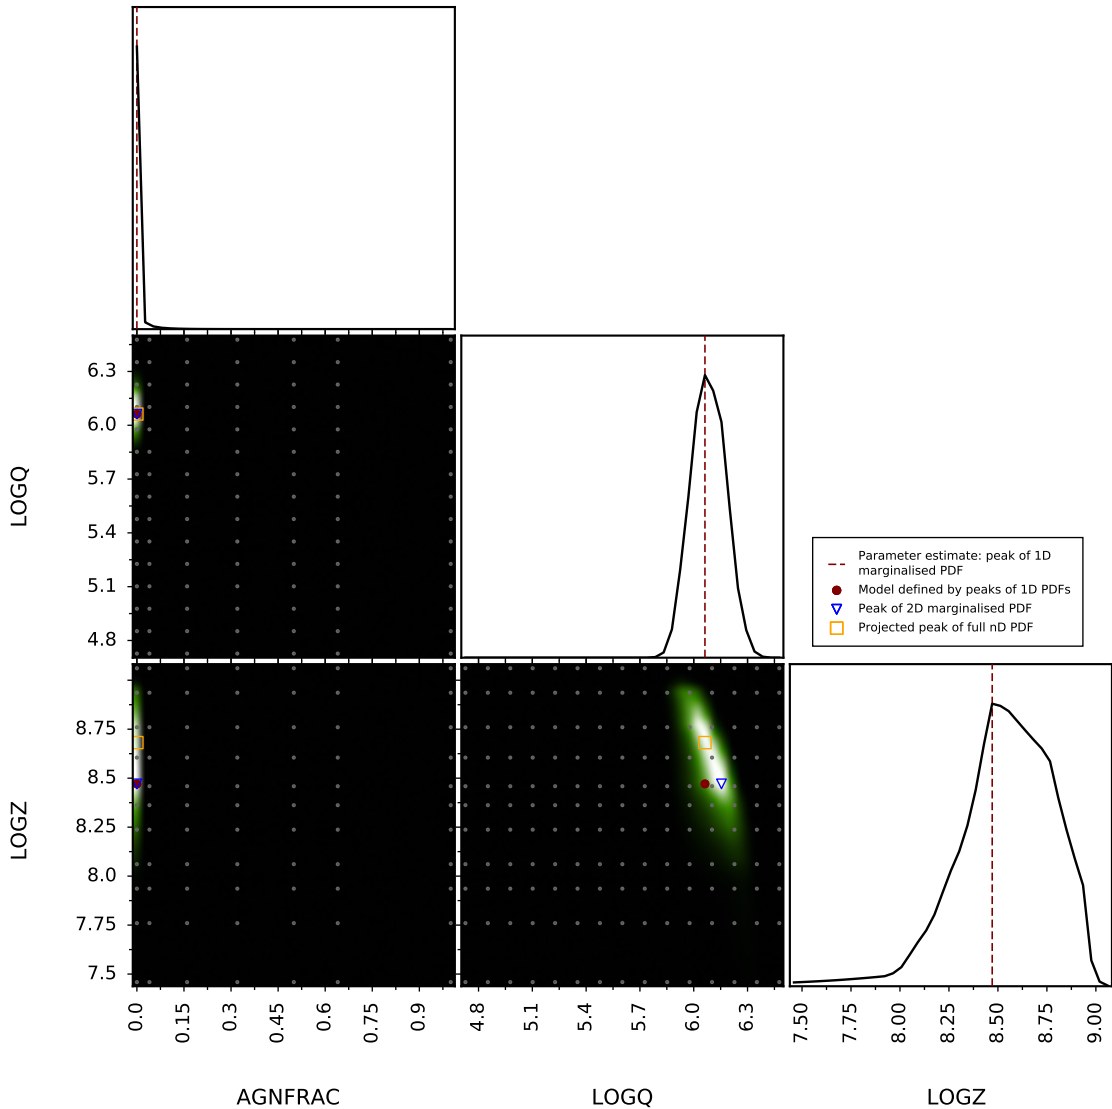 6.3
6.0
5.7
5.4
5.1
4.8
LOGQ
Parameter estimate: peak of 1D
marginalised PDF
Model defined by peaks of 1D PDFs
Peak of 2D marginalised PDF
Projected peak of full nD PDF
8.75
8.5
8.25
8.0
7.75
7.5
LOGZ
0.0 0.15 0.3 0.45 0.6 0.75 0.9
4.8 5.1 5.4 5.7 6.0 6.3
7.50 7.75 8.00 8.25 8.50 8.75 9.00
AGNFRAC LOGQ LOGZ